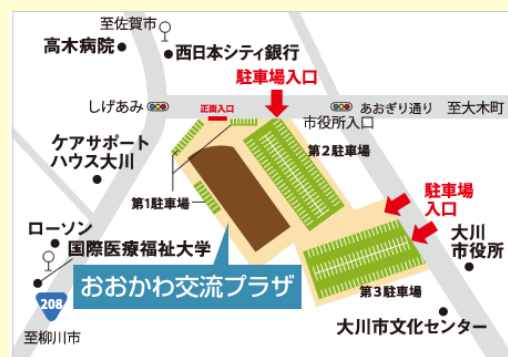 至佐賀市
高木病院
西日本シティ銀行
駐車場入口
しげあみ
正面入口
あおぎり通り
至大木町
市役所入口
ケアサポート
ハウス大川
第2駐車場
第1駐車場
駐車場
入口
ローソン
国際医療福祉大学
大川
市役所
おおかわ交流プラザ
208
第3駐車場
至柳川市
大川市文化センター